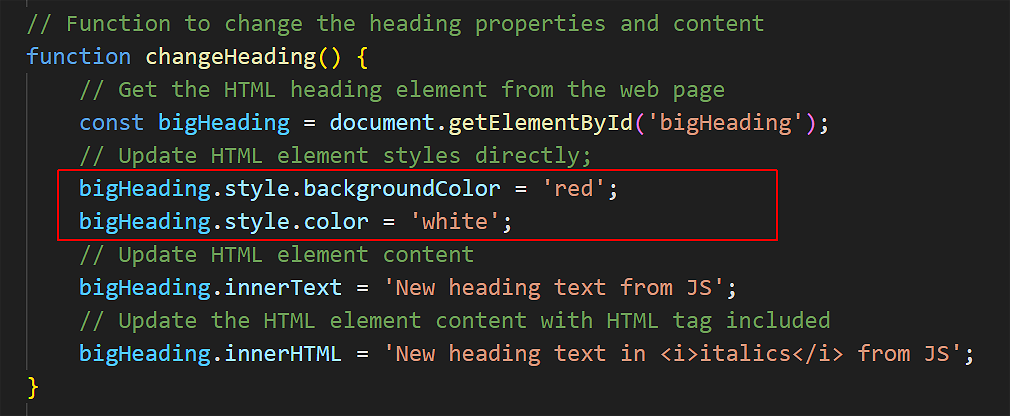 // Function to change the heading properties and content
function changeHeading() {
    // Get the HTML heading element from the web page
    const bigHeading = document.getElementById('bigHeading');
    // Update HTML element styles directly;
    bigHeading.style.backgroundColor = 'red';
    bigHeading.style.color = 'white';
    // Update HTML element content
    bigHeading.innerText = 'New heading text from JS';
    // Update the HTML element content with HTML tag included
    bigHeading.innerHTML = 'New heading text in <i>italics</i> from JS';
}